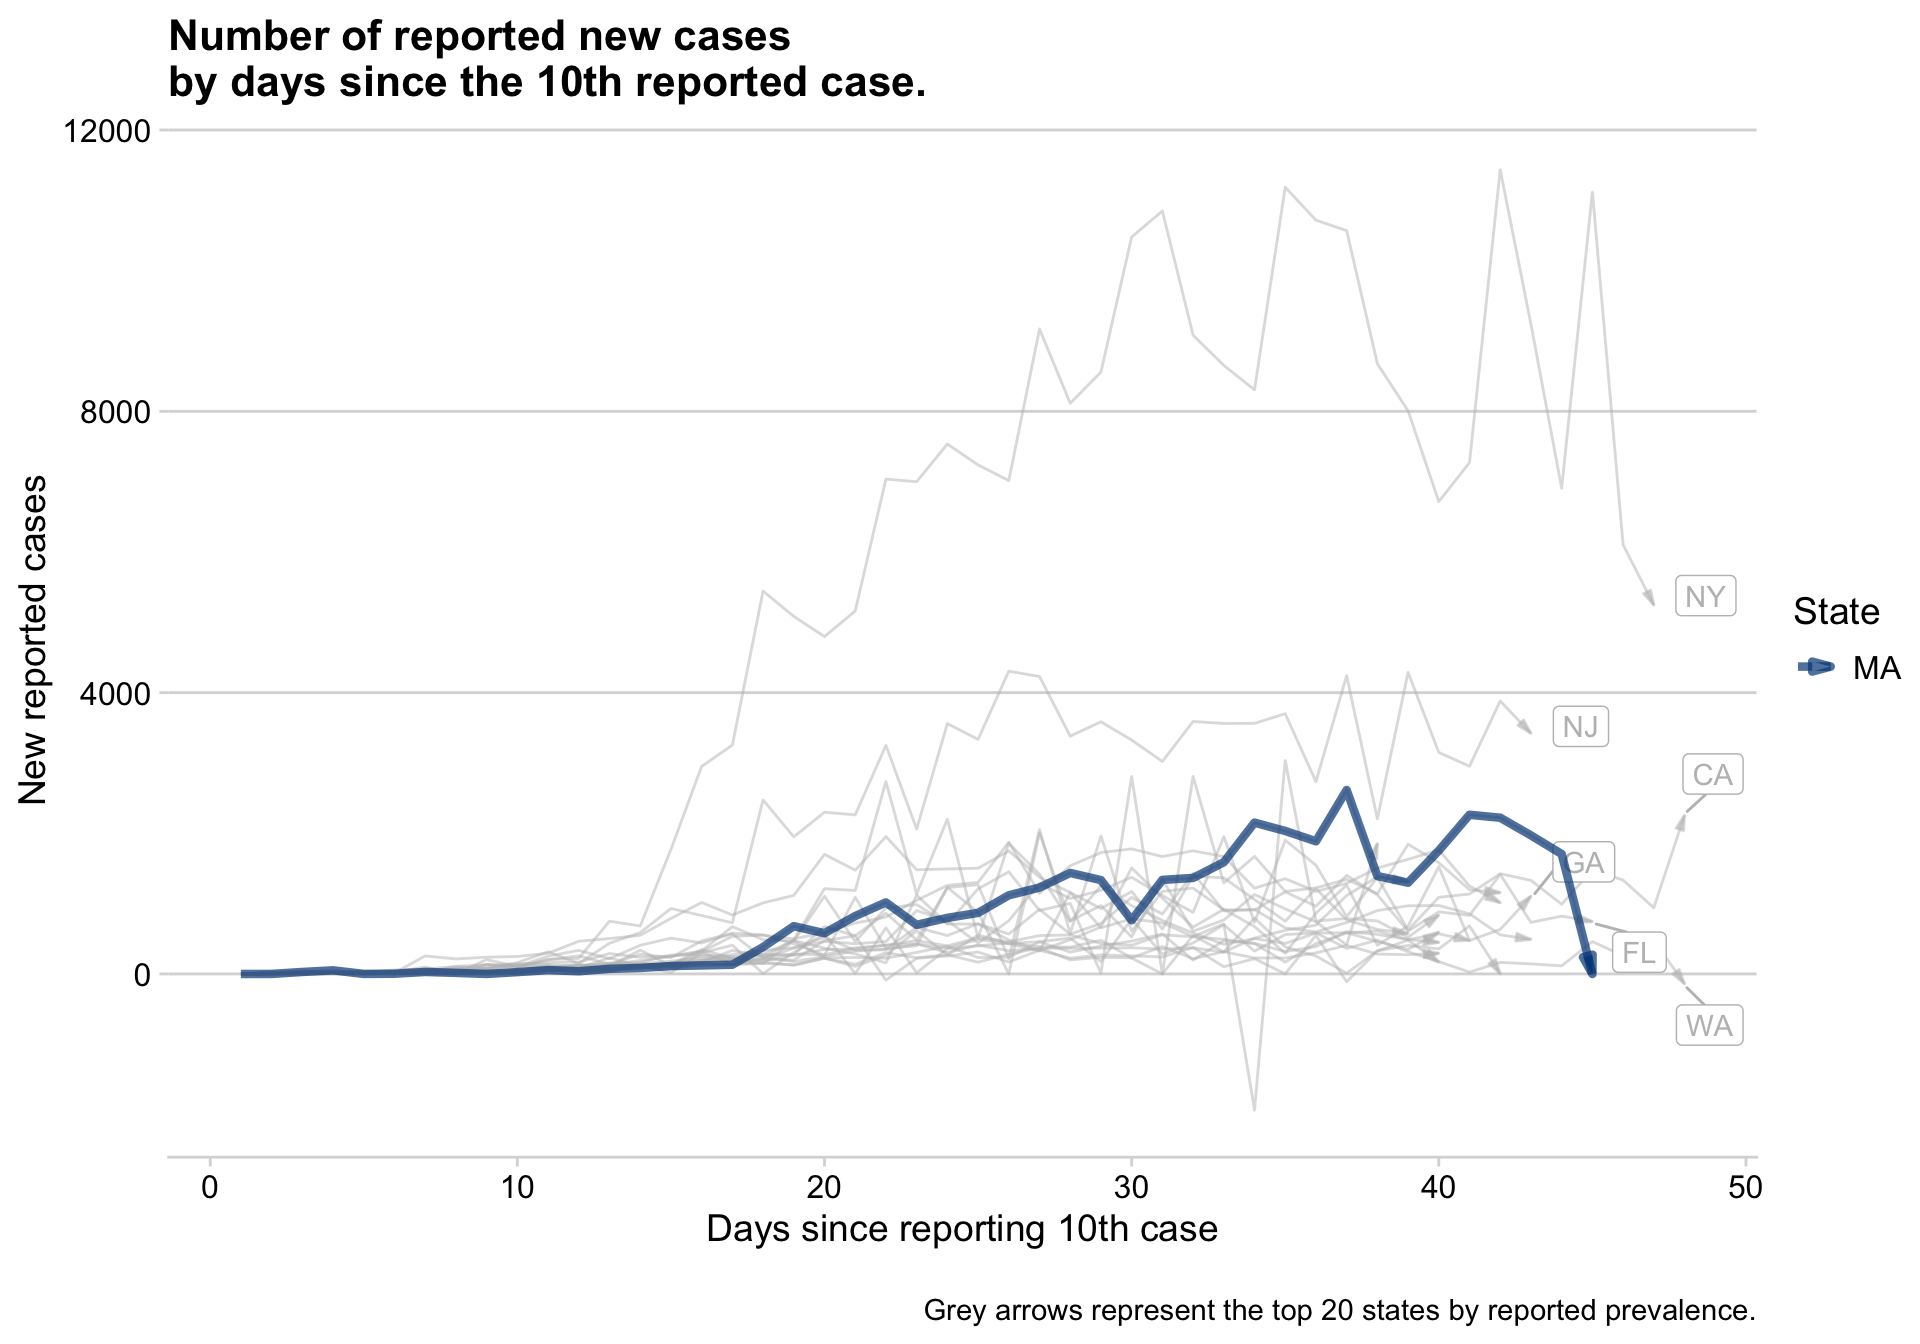 Number of reported new cases
by days since the 10th reported case.
12000
8000
4000
0
New reported cases
NY
NJ
CA
GA
FL
WA
State
MA
0 10 20 30 40 50
Days since reporting 10th case
Grey arrows represent the top 20 states by reported prevalence.